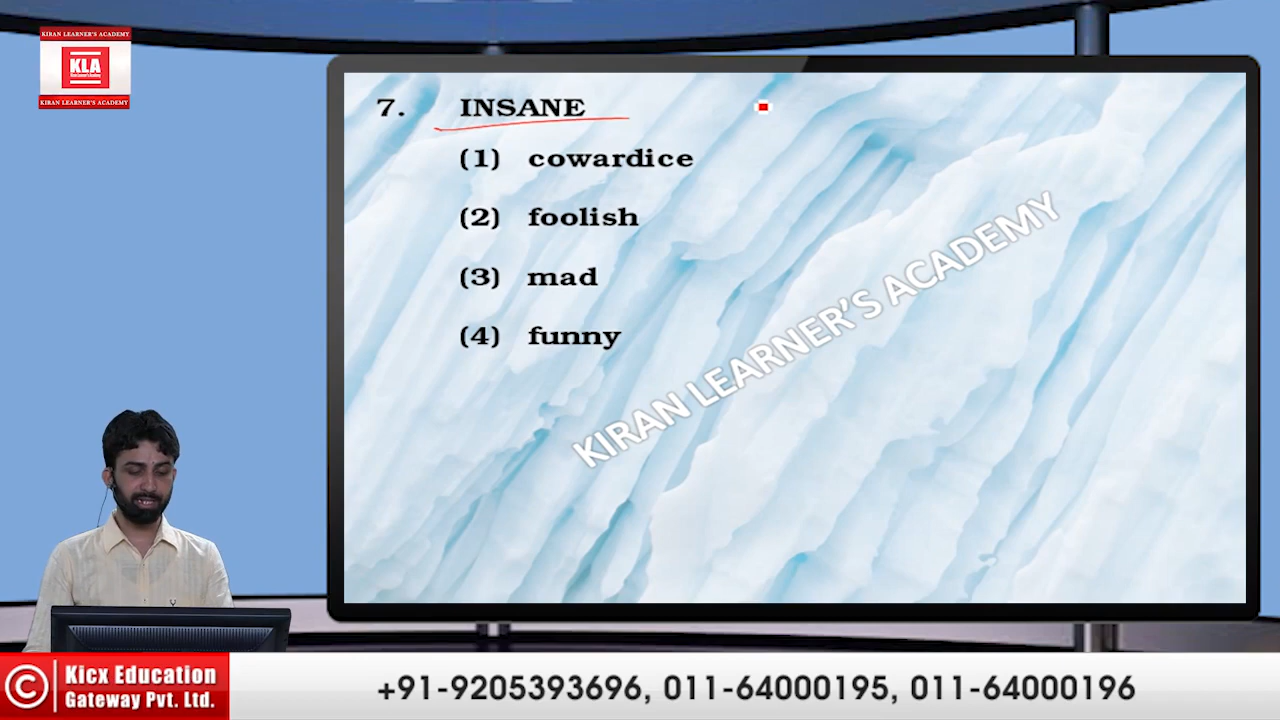 KIRAN LEARNER'S ACADEMY
KLA
KIRAN LEARNER'S ACADEMY
7. INSANE
(1) cowardice
(2) foolish
(3) mad
(4) funny
KIRAN LEARNER'S ACADEMY
© Kicx Education
Gateway Pvt. Ltd.
+91-9205393696, 011-64000195, 011-64000196